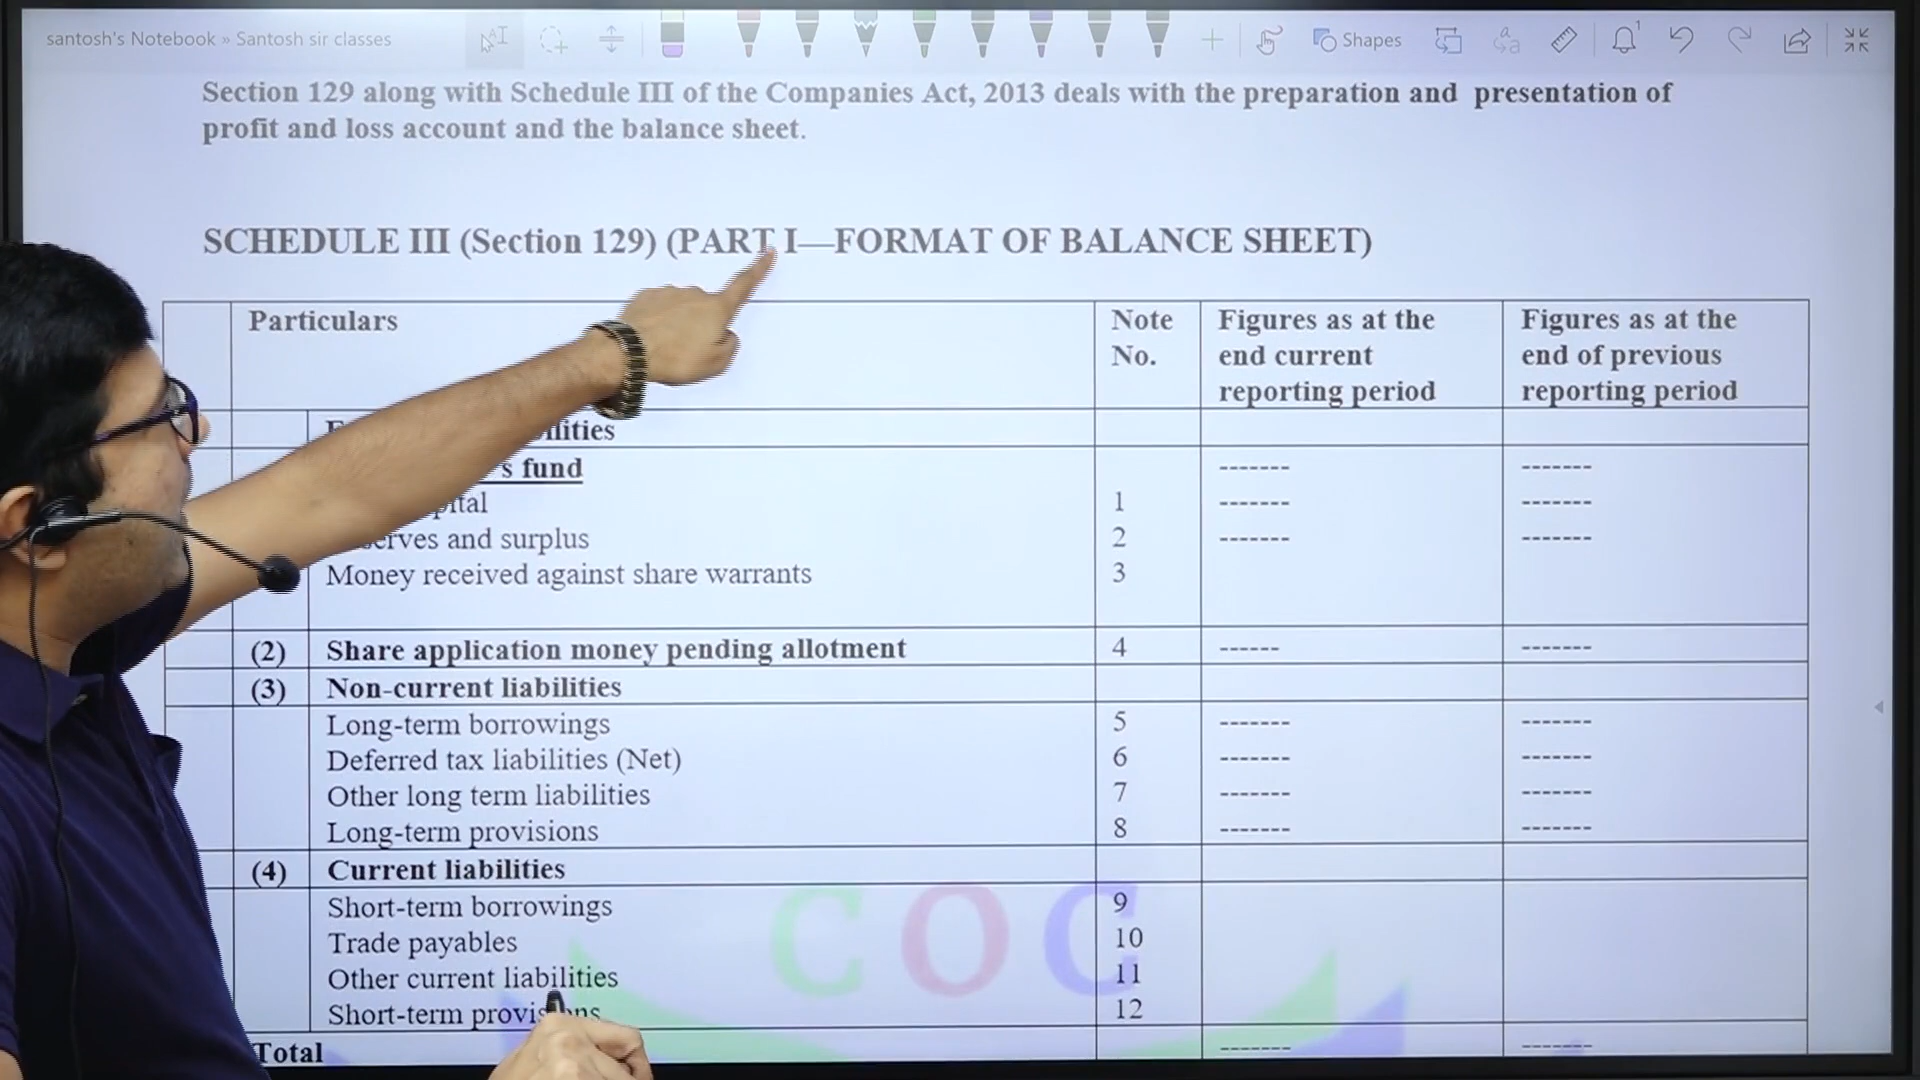 santosh's Notebook » Santosh sir classes
Shapes
1
Section 129 along with Schedule III of the Companies Act, 2013 deals with the preparation and presentation of
profit and loss account and the balance sheet.
SCHEDULE III (Section 129) (PART I—FORMAT OF BALANCE SHEET)
Particulars
Note
No.
Figures as at the
end current
reporting period
Figures as at the
end of previous
reporting period
s fund
------- -------
1 ------- -------
and surplus 2 ------- -------
Money received against share warrants 3
(2) Share application money pending allotment 4 ------ -------
(3) Non-current liabilities
Long-term borrowings 5 ------- -------
Deferred tax liabilities (Net) 6 ------- -------
Other long term liabilities 7 ------- -------
Long-term provisions 8 ------- -------
(4) Current liabilities
Short-term borrowings 9
Trade payables 10
Other current liabilities 11
Short-term provisions 12
Total ------- -------
COC